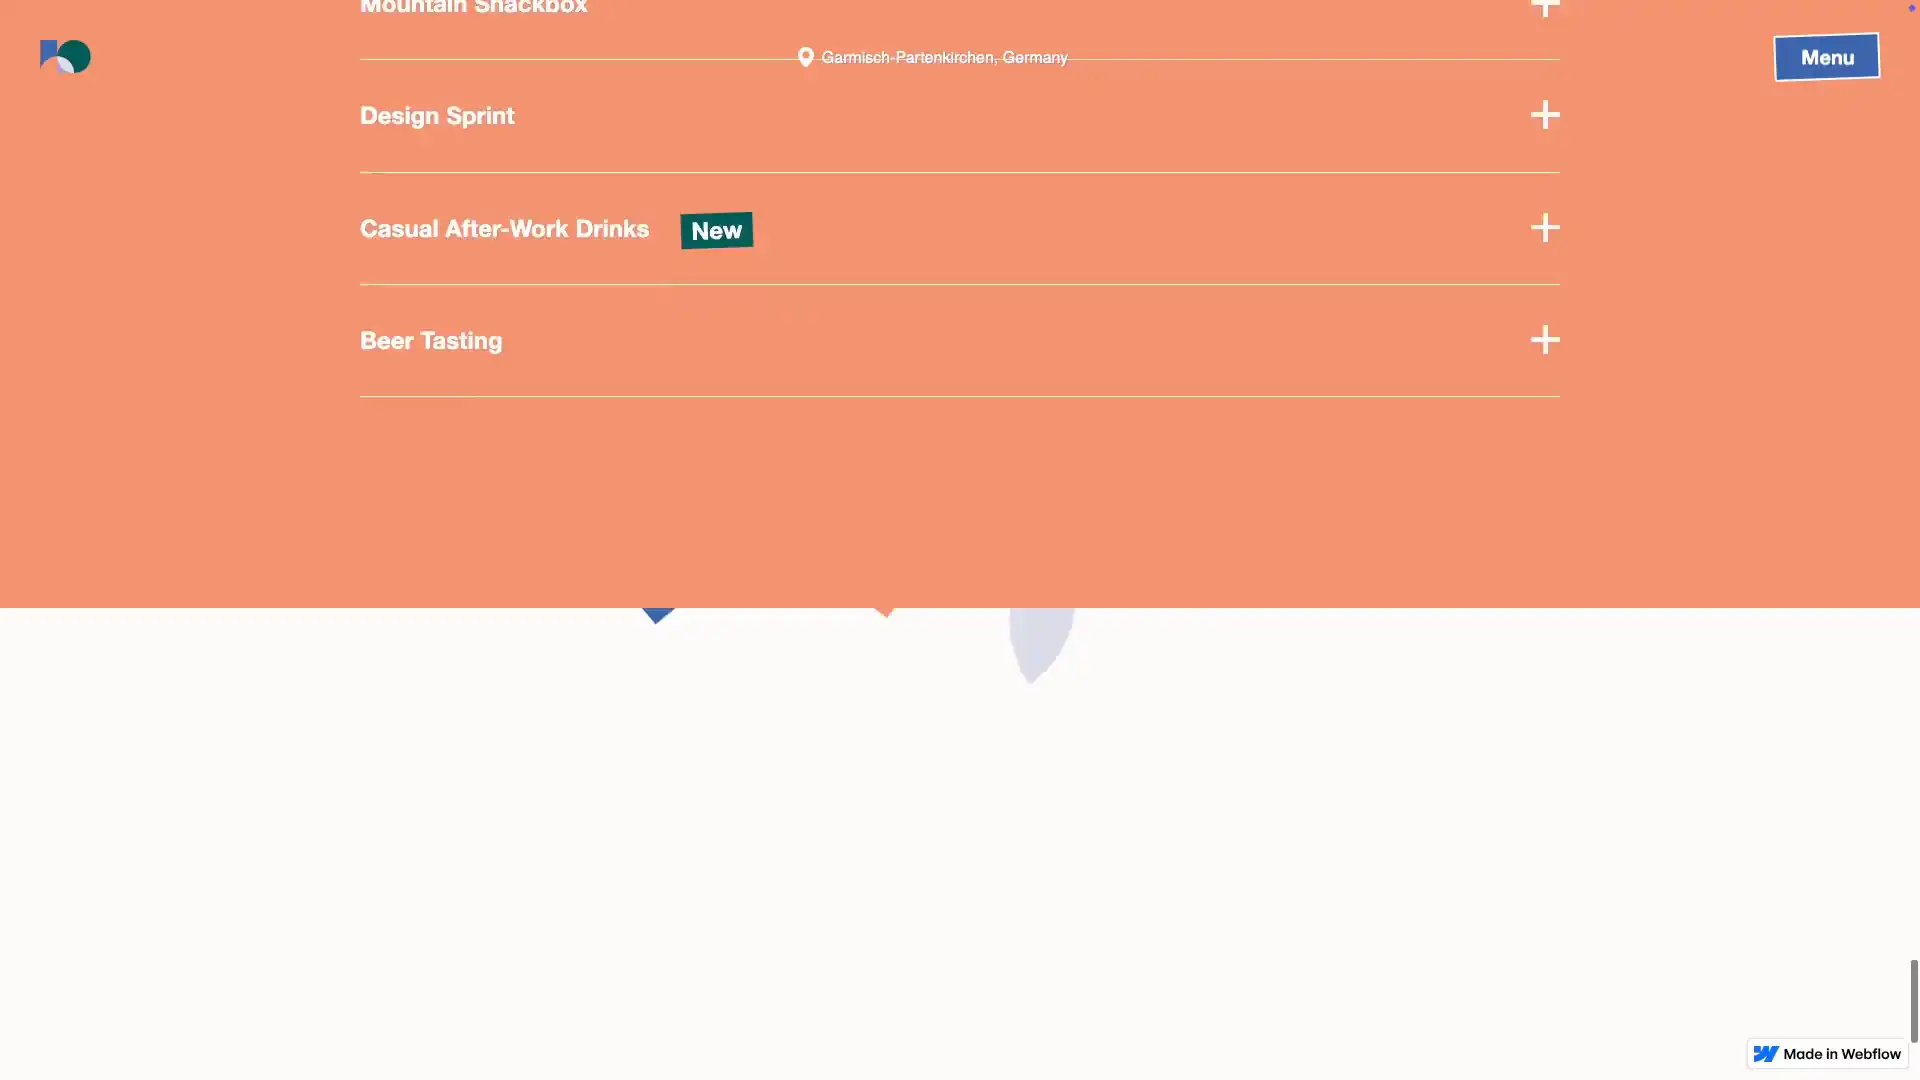 Mountain Snackbox
Garmisch-Partenkirchen, Germany
Menu
Design Sprint
Casual After-Work Drinks New
Beer Tasting
Made in Webflow